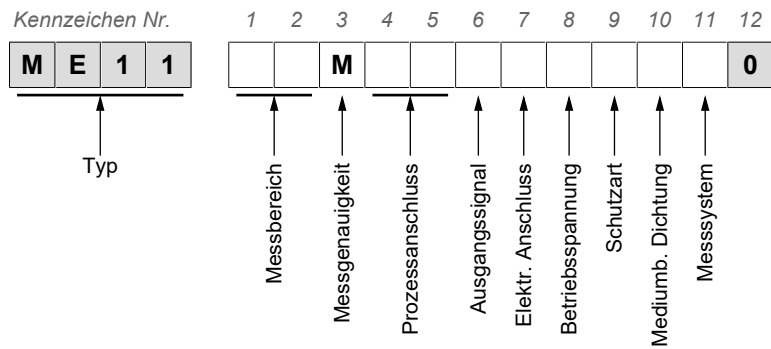 Kennzeichen Nr. 1 2 3 4 5 6 7 8 9 10 11 12
M E 1 1 M 0
Typ
Messbereich
Messgenauigkeit
Prozessanschluss
Ausgangssignal
Elektr. Anschluss
Betriebsspannung
Schutzart
Mediumb. Dichtung
Messsystem